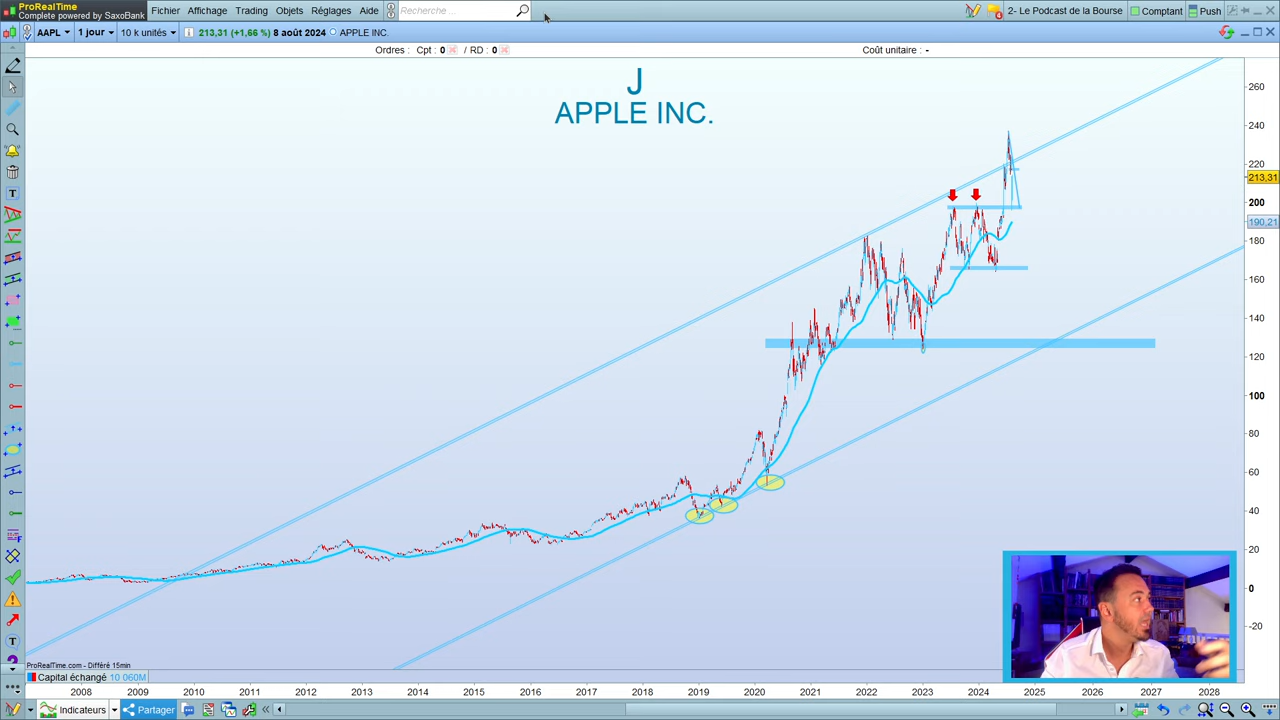 ProRealTime
Complete powered by SaxoBank
Fichier Affichage Trading Objets Réglages Aide Recherche... 2- Le Podcast de la Bourse Comptant Push
AAPL 1 jour 10 k unités 213,31 (+1.66 %) 8 août 2024 APPLE INC.
Ordres : Cpt : 0 / RD : 0 Coût unitaire : -
J
APPLE INC.
260
240
220
213,31
200
190,21
180
160
140
120
100
80
60
40
20
0
-20
ProRealTime.com - Différé 15min
Capital échangé 10 060M
2008 2009 2010 2011 2012 2013 2014 2015 2016 2017 2018 2019 2020 2021 2022 2023 2024 2025 2026 2027 2028
Indicateurs Partager